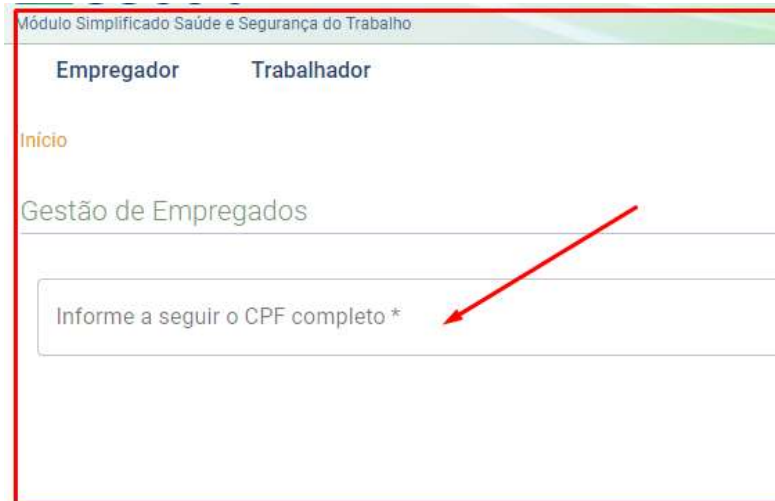 Módulo Simplificado Saúde e Segurança do Trabalho
Empregador Trabalhador
Início
Gestão de Empregados
Informe a seguir o CPF completo *